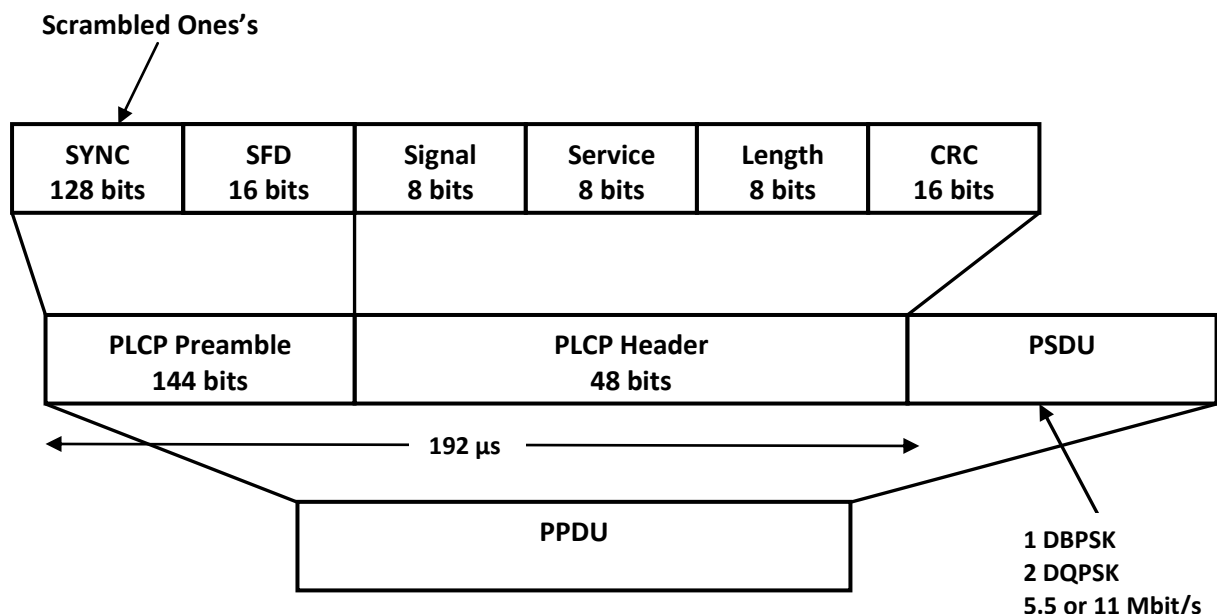 Scrambled Ones's
SYNC
128 bits
SFD
16 bits
Signal
8 bits
Service
8 bits
Length
8 bits
CRC
16 bits
PLCP Preamble
144 bits
PLCP Header
48 bits
PSDU
192 µs
PPDU
1 DBPSK
2 DQPSK
5.5 or 11 Mbit/s